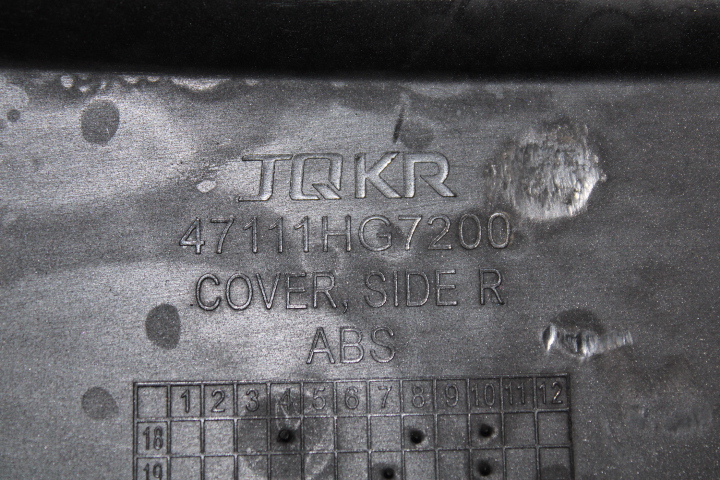 JQKR
47111HG7200
COVER, SIDE R
ABS
1 2 3 4 5 6 7 8 9 10 11 12
18
19